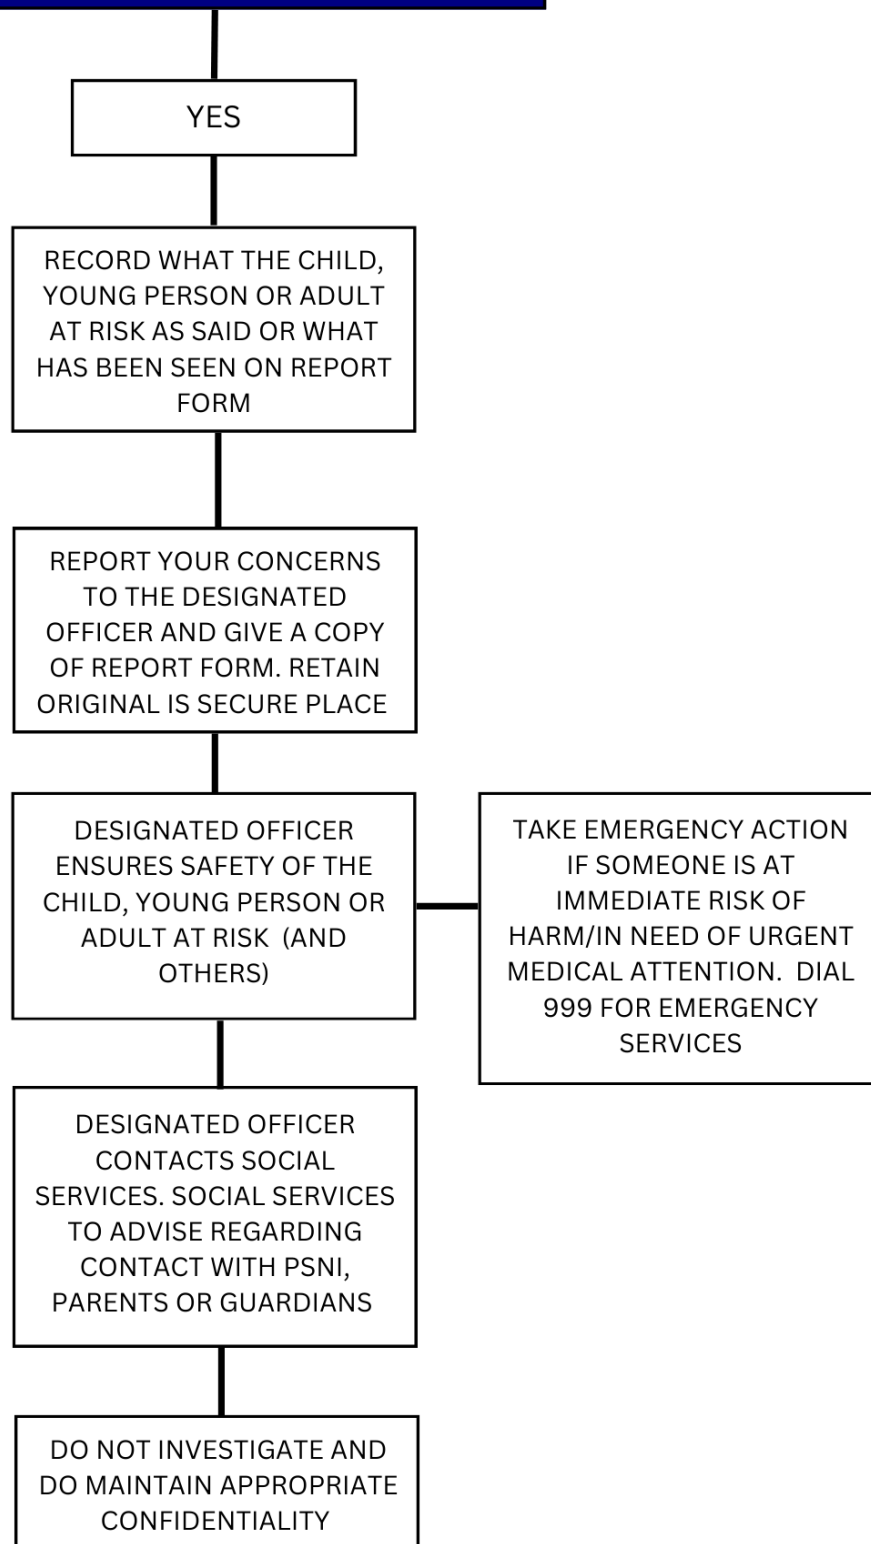 YES
RECORD WHAT THE CHILD,
YOUNG PERSON OR ADULT
AT RISK AS SAID OR WHAT
HAS BEEN SEEN ON REPORT
FORM
REPORT YOUR CONCERNS
TO THE DESIGNATED
OFFICER AND GIVE A COPY
OF REPORT FORM. RETAIN
ORIGINAL IS SECURE PLACE
DESIGNATED OFFICER
ENSURES SAFETY OF THE
CHILD, YOUNG PERSON OR
ADULT AT RISK (AND
OTHERS)
TAKE EMERGENCY ACTION
IF SOMEONE IS AT
IMMEDIATE RISK OF
HARM/IN NEED OF URGENT
MEDICAL ATTENTION. DIAL
999 FOR EMERGENCY
SERVICES
DESIGNATED OFFICER
CONTACTS SOCIAL
SERVICES. SOCIAL SERVICES
TO ADVISE REGARDING
CONTACT WITH PSNI,
PARENTS OR GUARDIANS
DO NOT INVESTIGATE AND
DO MAINTAIN APPROPRIATE
CONFIDENTIALITY